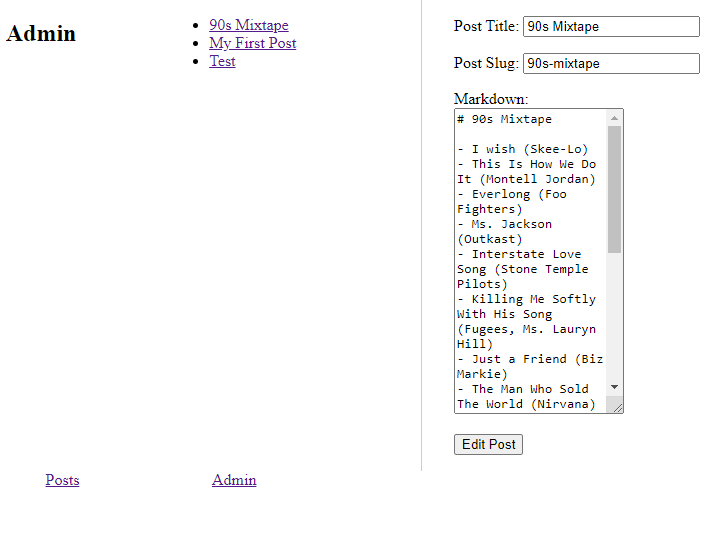 Admin
90s Mixtape
My First Post
Test
Post Title: 90s Mixtape
Post Slug: 90s-mixtape
Markdown:
# 90s Mixtape
- I wish (Skee-Lo)
- This Is How We Do
It (Montell Jordan)
- Everlong (Foo
Fighters)
- Ms. Jackson
(Outkast)
- Interstate Love
Song (Stone Temple
Pilots)
- Killing Me Softly
With His Song
(Fugees, Ms. Lauryn
Hill)
- Just a Friend (Biz
Markie)
- The Man Who Sold
The World (Nirvana)
Edit Post
Posts
Admin